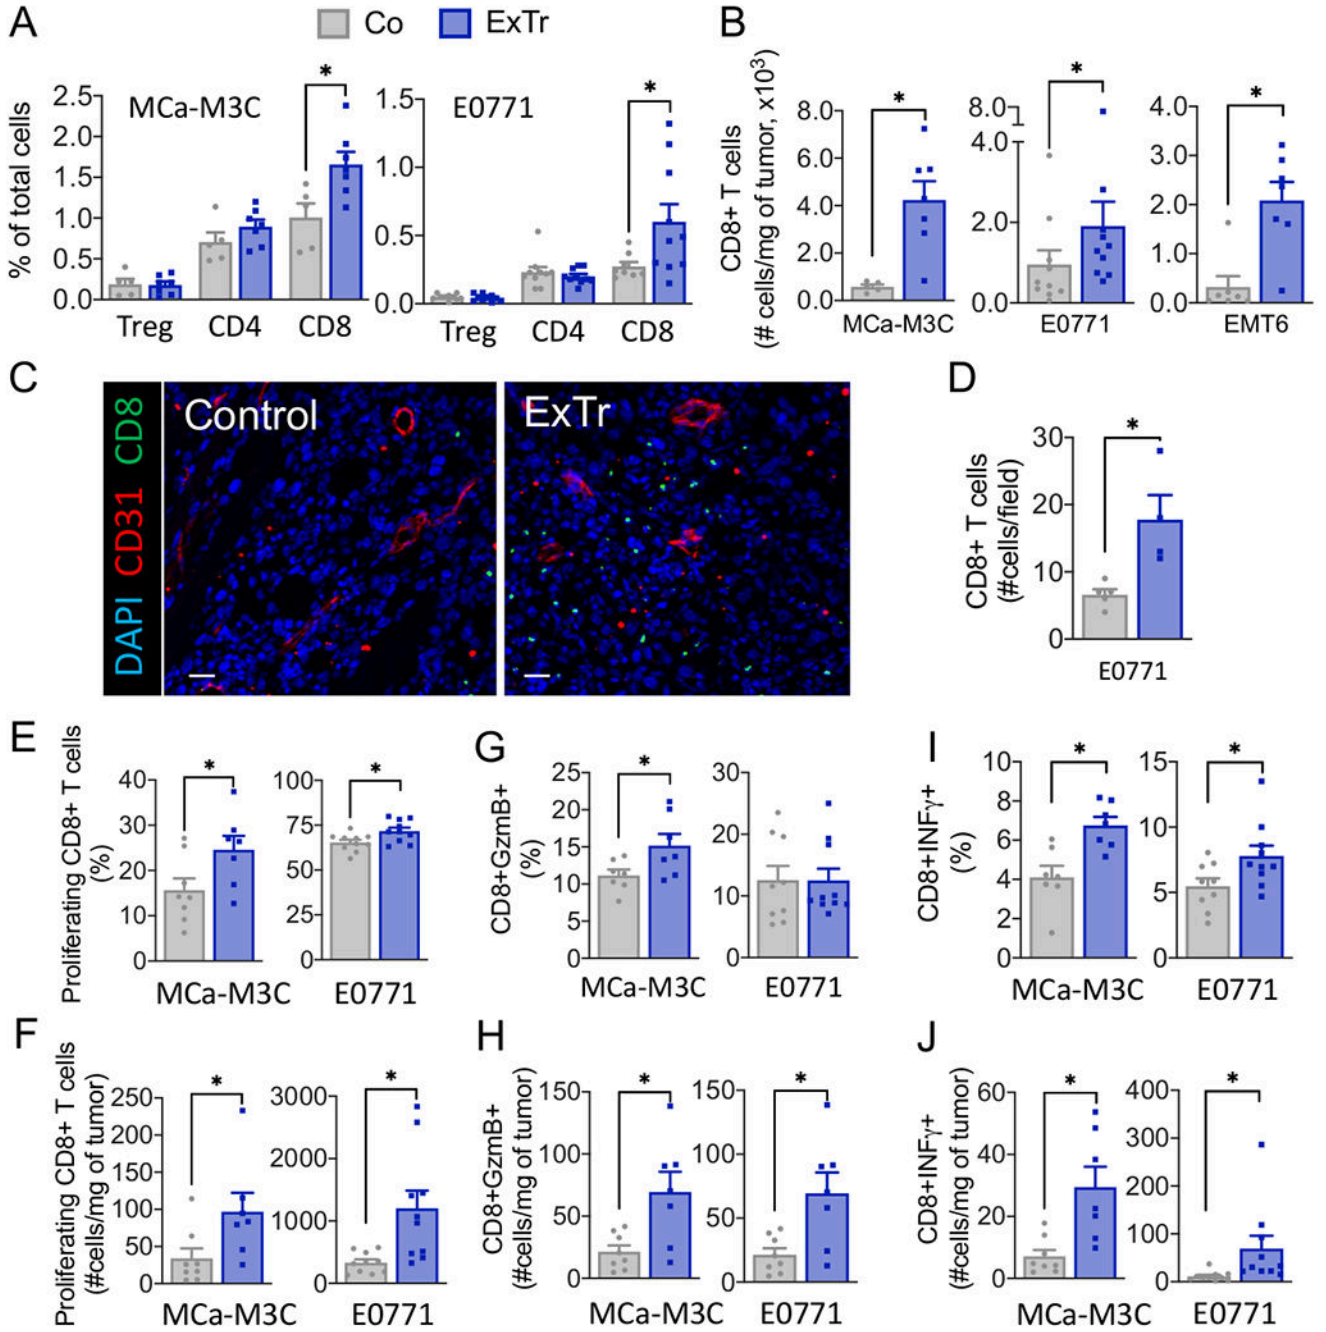 A
Co
ExTr
B
% of total cells
2.5
2.0
1.5
1.0
0.5
0.0
MCa-M3C
*
Treg
CD4
CD8
1.5
1.0
0.5
0.0
E0771
*
Treg
CD4
CD8
CD8+ T cells
(# cells/mg of tumor, x10³)
8.0
6.0
4.0
2.0
0.0
*
MCa-M3C
8.0
4.0
2.0
0.0
*
E0771
4.0
3.0
2.0
1.0
0.0
*
EMT6
C
DAPI CD31 CD8
Control
ExTr
D
CD8+ T cells
(#cells/field)
30
20
10
0
*
E0771
E
Proliferating CD8+ T cells
(%)
40
30
20
10
0
*
MCa-M3C
100
75
50
25
0
*
E0771
G
CD8+GzmB+
(%)
25
20
15
10
5
0
*
MCa-M3C
30
20
10
0
E0771
I
CD8+INFγ+
(%)
10
8
6
4
2
0
*
MCa-M3C
15
10
5
0
*
E0771
F
Proliferating CD8+ T cells
(#cells/mg of tumor)
250
200
150
100
50
0
*
MCa-M3C
3000
2000
1000
0
*
E0771
H
CD8+GzmB+
(#cells/mg of tumor)
150
100
50
0
*
MCa-M3C
150
100
50
0
*
E0771
J
CD8+INFγ+
(#cells/mg of tumor)
60
40
20
0
*
MCa-M3C
400
300
200
100
0
*
E0771